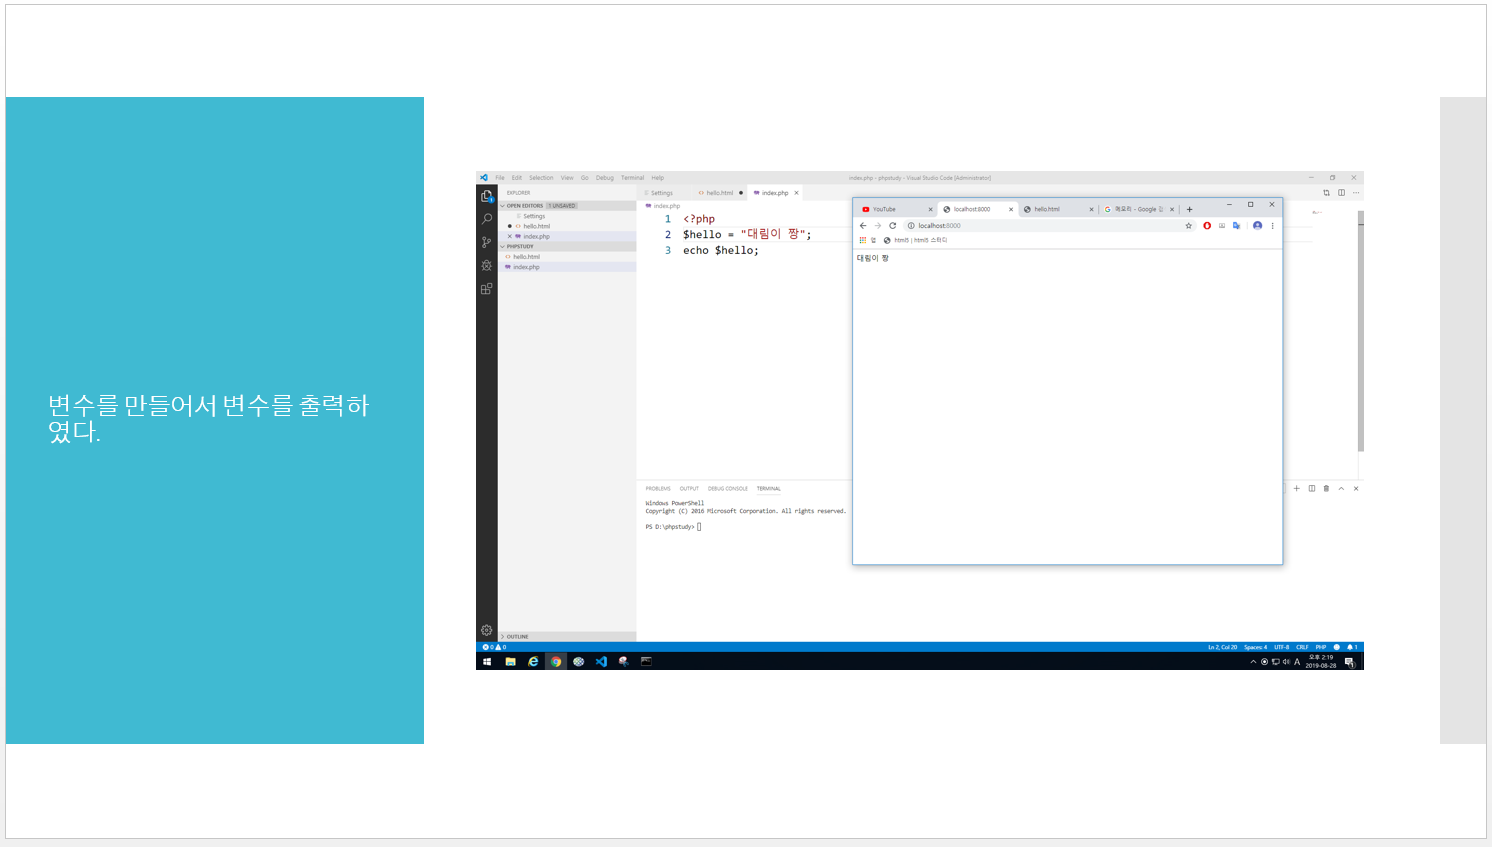 변수를 만들어서 변수를 출력하
였다.
File Edit Selection View Go Debug Terminal Help
index.php - phpstudy - Visual Studio Code [Administrator]
EXPLORER
OPEN EDITORS 1 UNSAVED
Settings
hello.html
index.php
PHPSTUDY
hello.html
index.php
OUTLINE
Settings hello.html index.php
index.php
1 <?php
2 $hello = "대림이 짱";
3 echo $hello;
PROBLEMS OUTPUT DEBUG CONSOLE TERMINAL
Windows PowerShell
Copyright (C) 2016 Microsoft Corporation. All rights reserved.
PS D:\phpstudy>
YouTube localhost:8000 hello.html - Google
localhost:8000
앱 html5 | html5 스터디
대림이 짱
0 0 Ln 2, Col 20 Spaces: 4 UTF-8 CRLF PHP 1
A 오후 2:19
2019-08-28